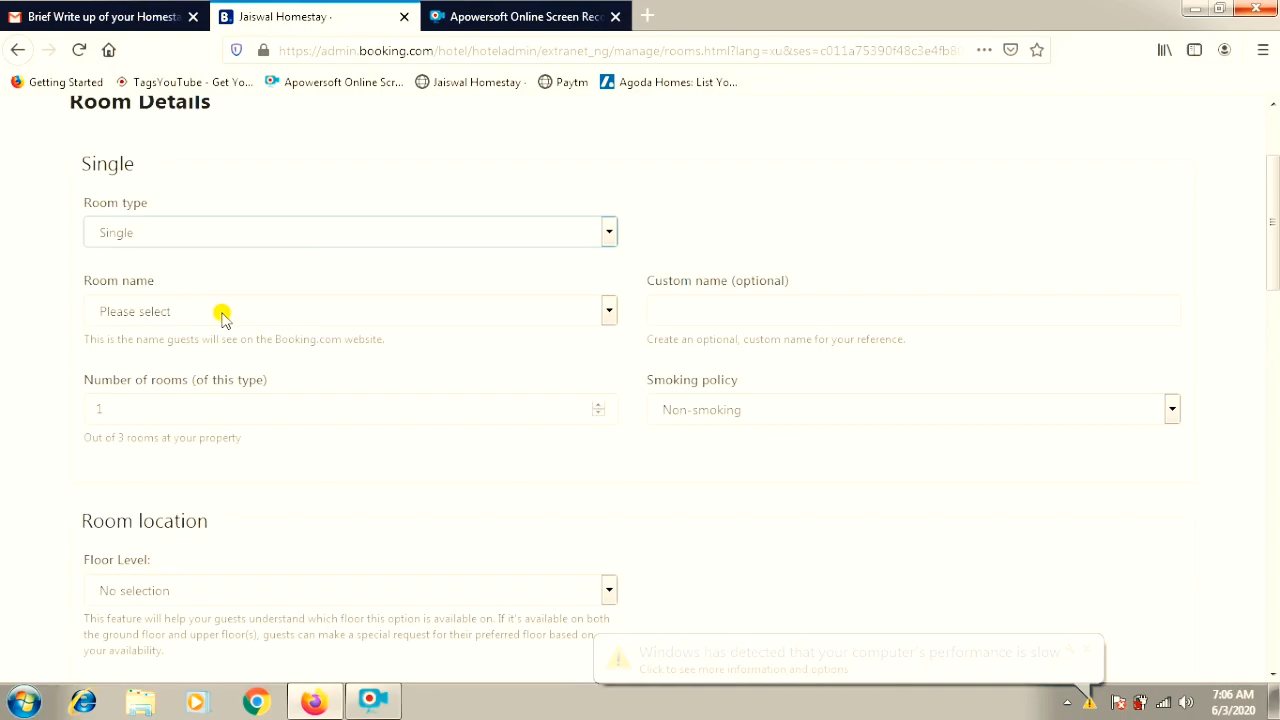 Brief Write up of your Homesta
Jaiswal Homestay ·
Apowersoft Online Screen Rec
https://admin.booking.com/hotel/hoteladmin/extranet_ng/manage/rooms.html?lang=xu&ses=c011a75390f48c3e4fb8
Getting Started
TagsYouTube - Get Yo...
Apowersoft Online Scr...
Jaiswal Homestay ·
Paytm
Agoda Homes: List Yo...
Room Details
Single
Room type
Single
Room name
Custom name (optional)
Please select
This is the name guests will see on the Booking.com website.
Create an optional, custom name for your reference.
Number of rooms (of this type)
Smoking policy
1
Non-smoking
Out of 3 rooms at your property
Room location
Floor Level:
No selection
This feature will help your guests understand which floor this option is available on. If it's available on both
the ground floor and upper floor(s), guests can make a special request for their preferred floor based on
your availability.
Windows has detected that your computer's performance is slow
Click to see more information and options
7:06 AM
6/3/2020